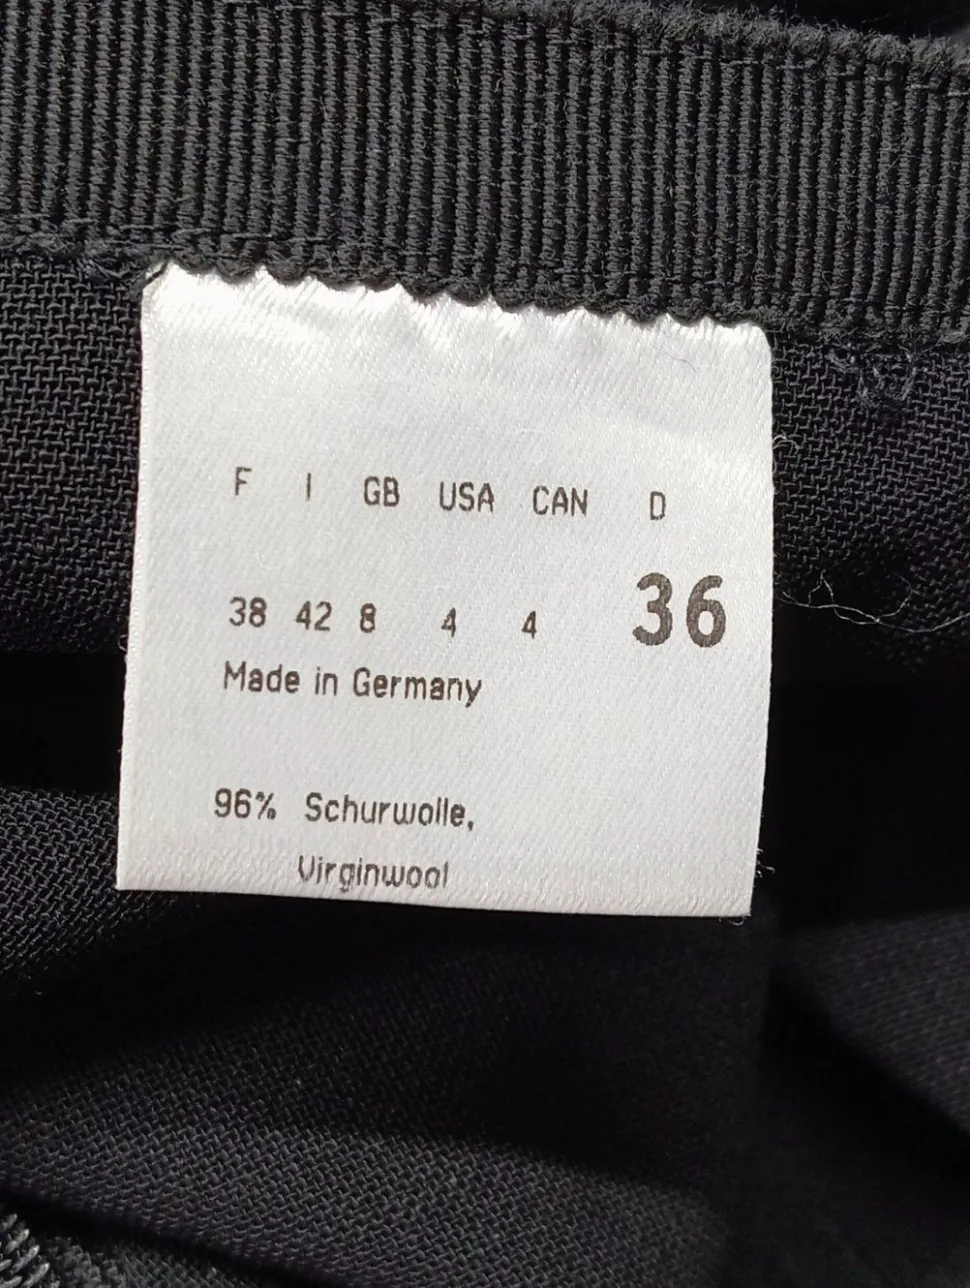 F I GB USA CAN D
38 42 8 4 4 36
Made in Germany
96% Schurwolle,
Virginwool